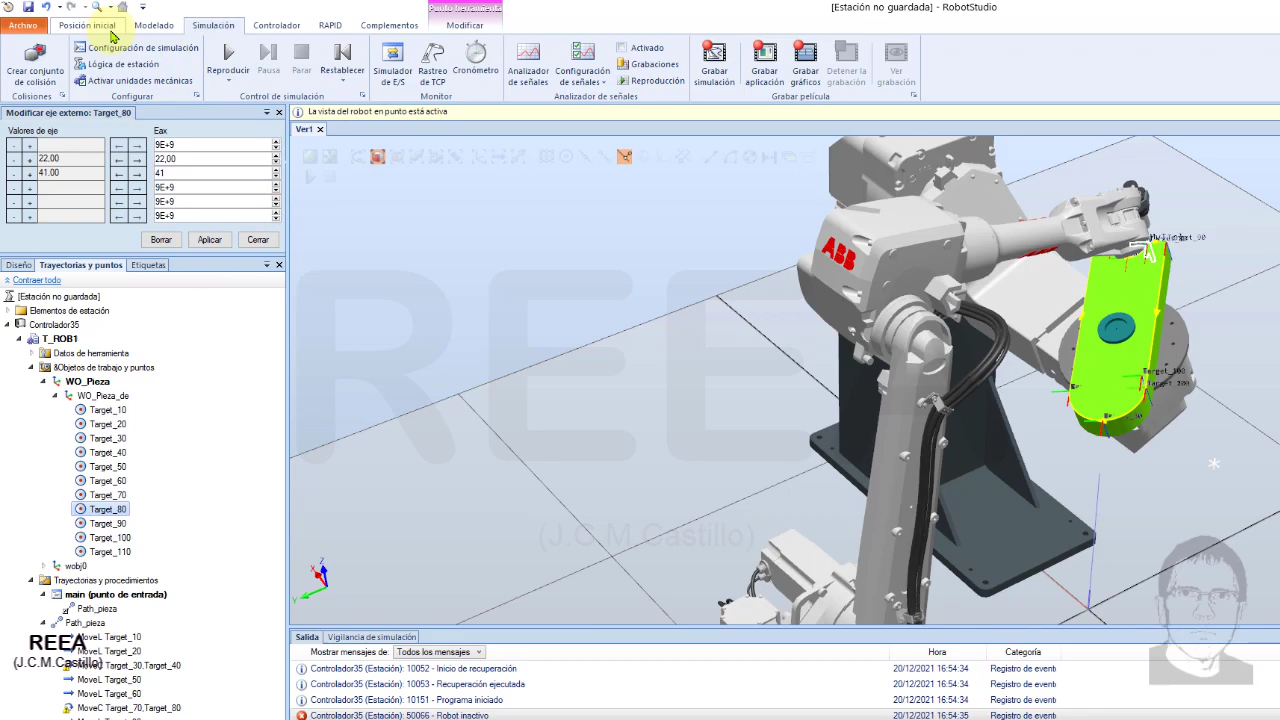 [Estación no guardada] - RobotStudio
Punto herramienta
Archivo
Posición inicial
Modelado
Simulación
Controlador
RAPID
Complementos
Modificar
Crear conjunto de colisión
Colisiones
Configuración de simulación
Lógica de estación
Activar unidades mecánicas
Configurar
Reproducir
Pausa
Parar
Restablecer
Control de simulación
Simulador de E/S
Rastreo de TCP
Cronómetro
Monitor
Analizador de señales
Configuración de señales
Activado
Grabaciones
Reproducción
Analizador de señales
Grabar simulación
Grabar aplicación
Grabar gráficos
Detener la grabación
Ver grabación
Grabar película
Modificar eje externo: Target_80
Valores de eje
Eax
9E+9
22.00
22,00
41.00
41
9E+9
9E+9
9E+9
Borrar
Aplicar
Cerrar
Diseño
Trayectorias y puntos
Etiquetas
Contraer todo
[Estación no guardada]
Elementos de estación
Controlador35
T_ROB1
Datos de herramienta
&Objetos de trabajo y puntos
WO_Pieza
WO_Pieza_de
Target_10
Target_20
Target_30
Target_40
Target_50
Target_60
Target_70
Target_80
Target_90
Target_100
Target_110
wobj0
Trayectorias y procedimientos
main (punto de entrada)
Path_pieza
Path_pieza
MoveL Target_10
MoveL Target_20
MoveC Target_30,Target_40
MoveL Target_50
MoveL Target_60
MoveC Target_70,Target_80
REEA
(J.C.M.Castillo)
La vista del robot en punto está activa
Ver1
ABB
Target_100
Target_100
REEA
(J.C.M Castillo)
X
Y
Z
Salida
Vigilancia de simulación
Mostrar mensajes de:
Todos los mensajes
Hora
Categoría
Controlador35 (Estación): 10052 - Inicio de recuperación
20/12/2021 16:54:34
Registro de event
Controlador35 (Estación): 10053 - Recuperación ejecutada
20/12/2021 16:54:34
Registro de event
Controlador35 (Estación): 10151 - Programa iniciado
20/12/2021 16:54:34
Registro de event
Controlador35 (Estación): 50066 - Robot inactivo
20/12/2021 16:54:35
Registro de event